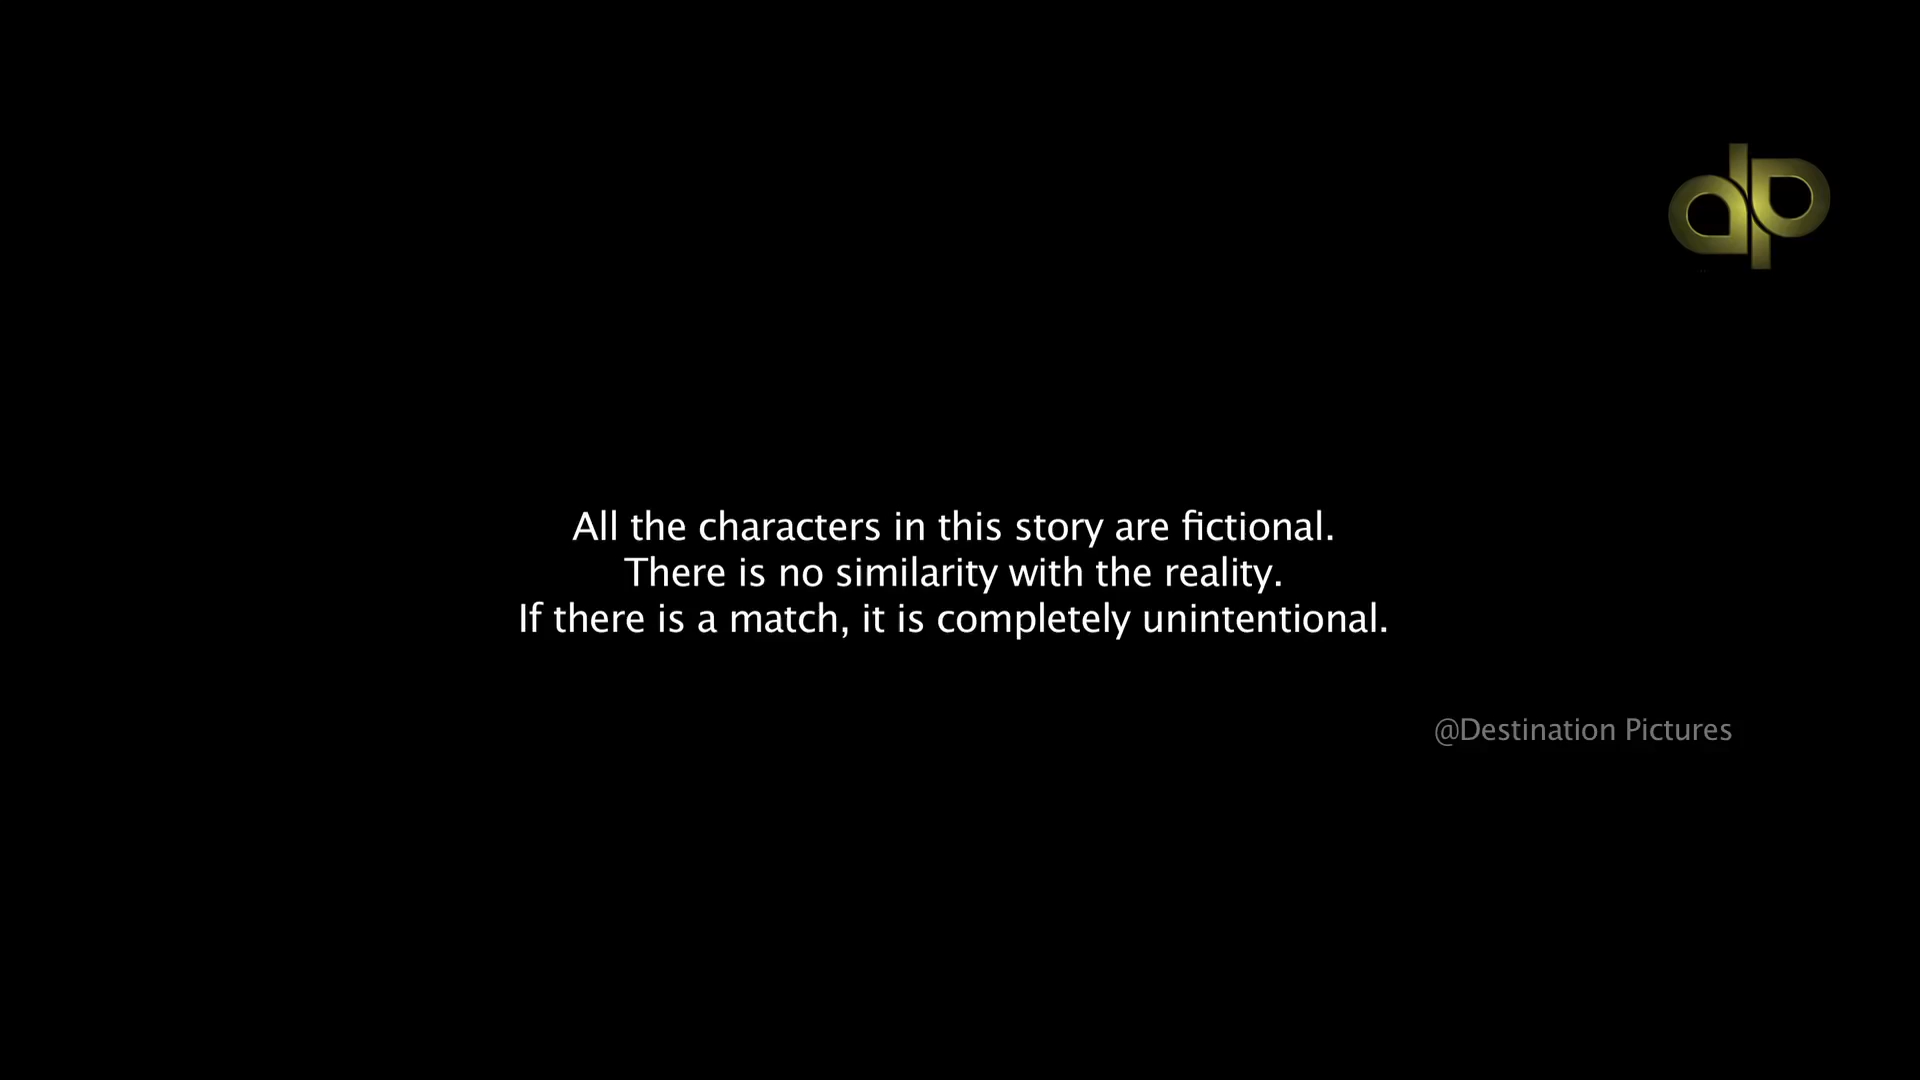 dp
All the characters in this story are fictional.
There is no similarity with the reality.
If there is a match, it is completely unintentional.
@Destination Pictures